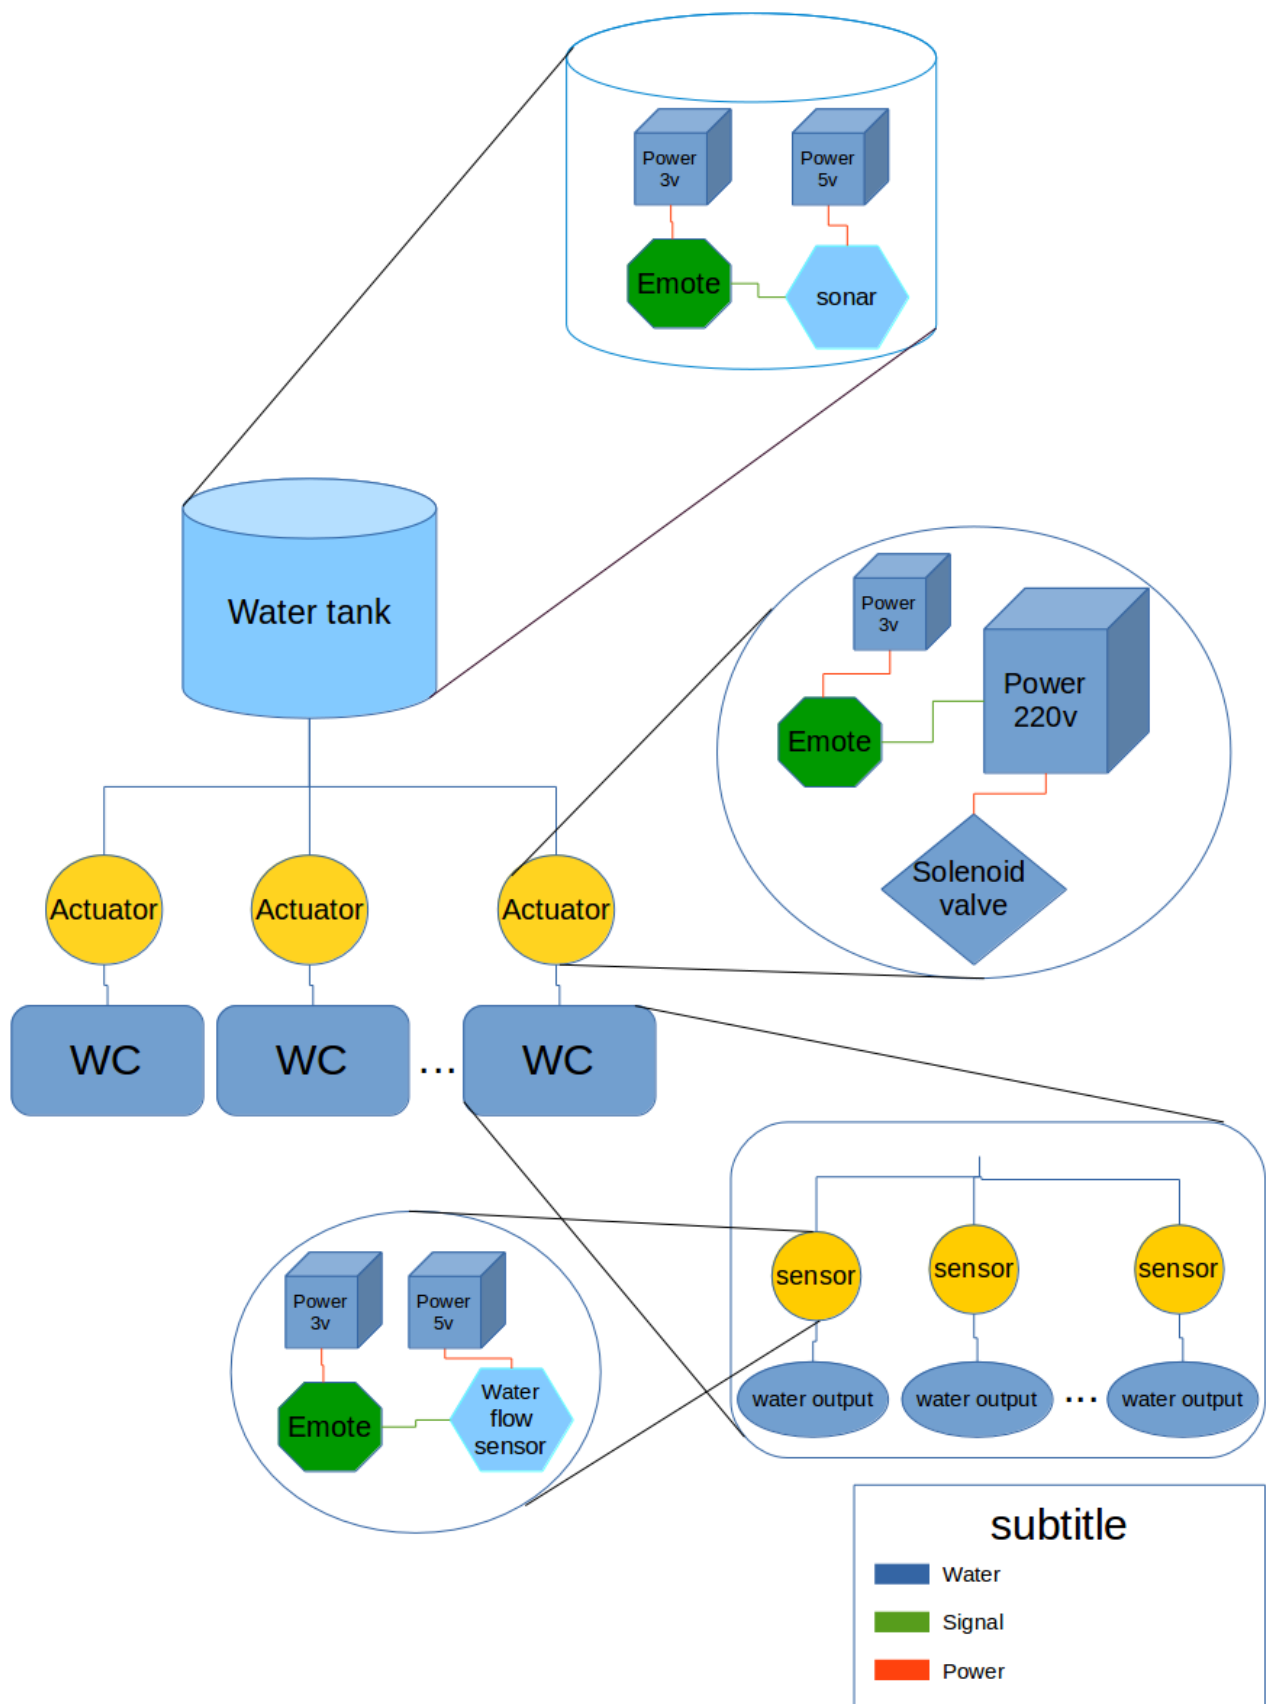 Power
3v
Power
5v
Emote
sonar
Water tank
Power
3v
Power
220v
Emote
Solenoid
valve
Actuator
Actuator
Actuator
WC
WC
...
WC
sensor
sensor
sensor
water output
water output
...
water output
Power
3v
Power
5v
Emote
Water
flow
sensor
subtitle
Water
Signal
Power